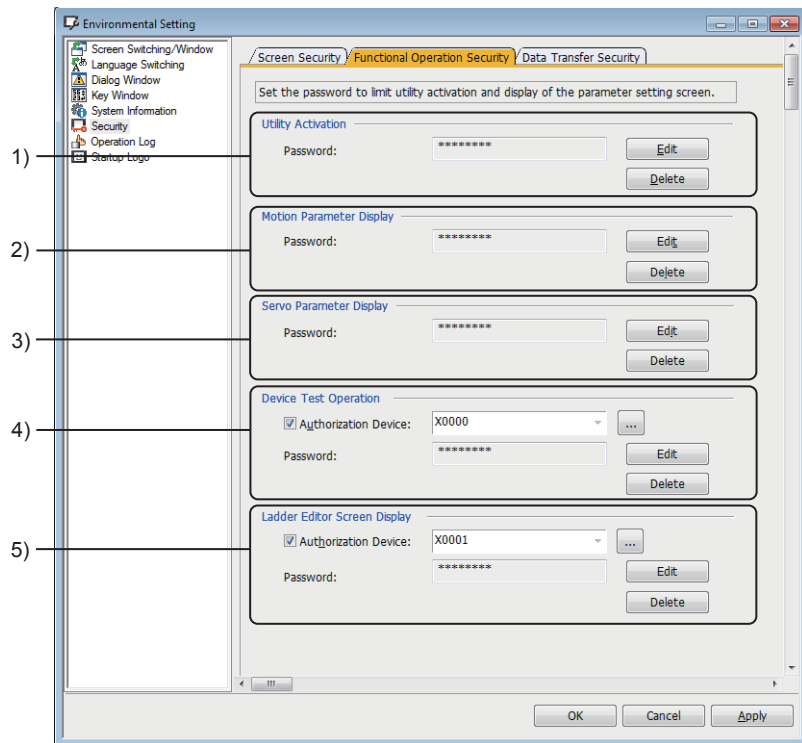 Environmental Setting
Screen Switching/Window
Language Switching
Dialog Window
Key Window
System Information
Security
Operation Log
Startup Logo
Screen Security
Functional Operation Security
Data Transfer Security
Set the password to limit utility activation and display of the parameter setting screen.
1)
Utility Activation
Password: ******** Edit
Delete
2)
Motion Parameter Display
Password: ******** Edit
Delete
3)
Servo Parameter Display
Password: ******** Edit
Delete
4)
Device Test Operation
Authorization Device: X0000 ...
Password: ******** Edit
Delete
5)
Ladder Editor Screen Display
Authorization Device: X0001 ...
Password: ******** Edit
Delete
OK Cancel Apply